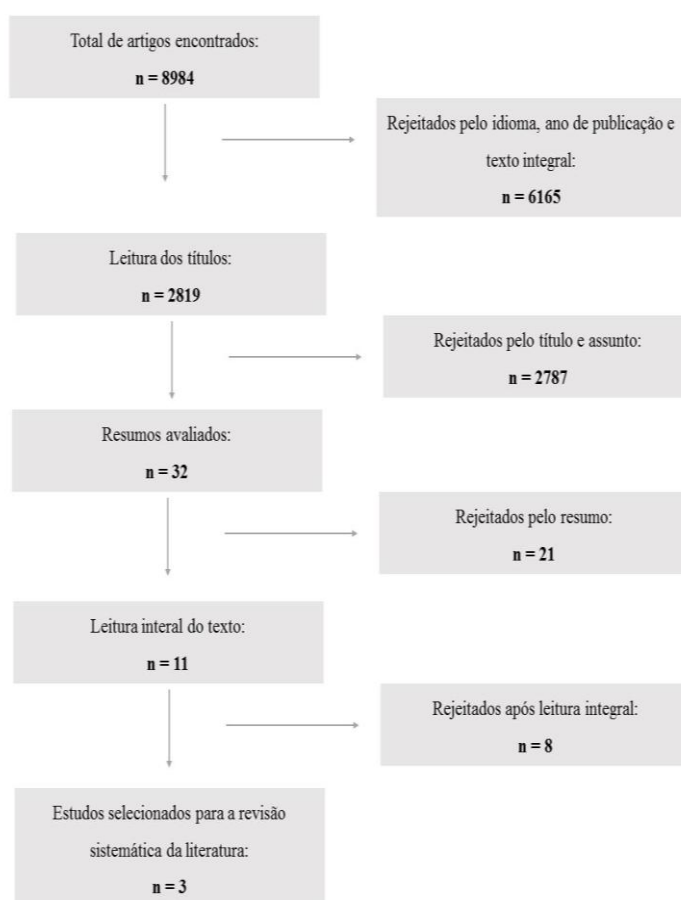 Total de artigos encontrados:
n = 8984
Rejeitados pelo idioma, ano de publicação e
texto integral:
n = 6165
Leitura dos títulos:
n = 2819
Rejeitados pelo título e assunto:
n = 2787
Resumos avaliados:
n = 32
Rejeitados pelo resumo:
n = 21
Leitura interal do texto:
n = 11
Rejeitados após leitura integral:
n = 8
Estudos selecionados para a revisão
sistemática da literatura:
n = 3